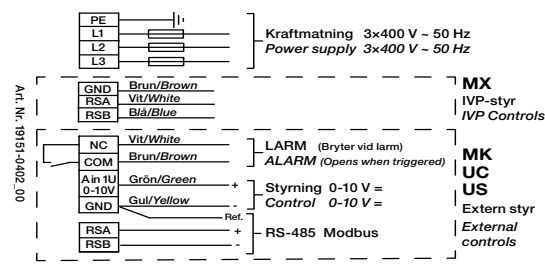 PE
L1
L2
L3
Kraftmatning 3×400 V ~ 50 Hz
Power supply 3×400 V ~ 50 Hz
Art. Nr. 19151-0402_00
GND Brun/Brown
RSA Vit/White
RSB Blå/Blue
MX
IVP-styr
IVP Controls
NC Vit/White
COM Brun/Brown
LARM (Bryter vid larm)
ALARM (Opens when triggered)
Ain 1U
0-10V
Grön/Green +
GND Gul/Yellow -
Styrning 0-10 V =
Control 0-10 V =
Ref.
RSA +
RSB -
RS-485 Modbus
MK
UC
US
Extern styr
External
controls